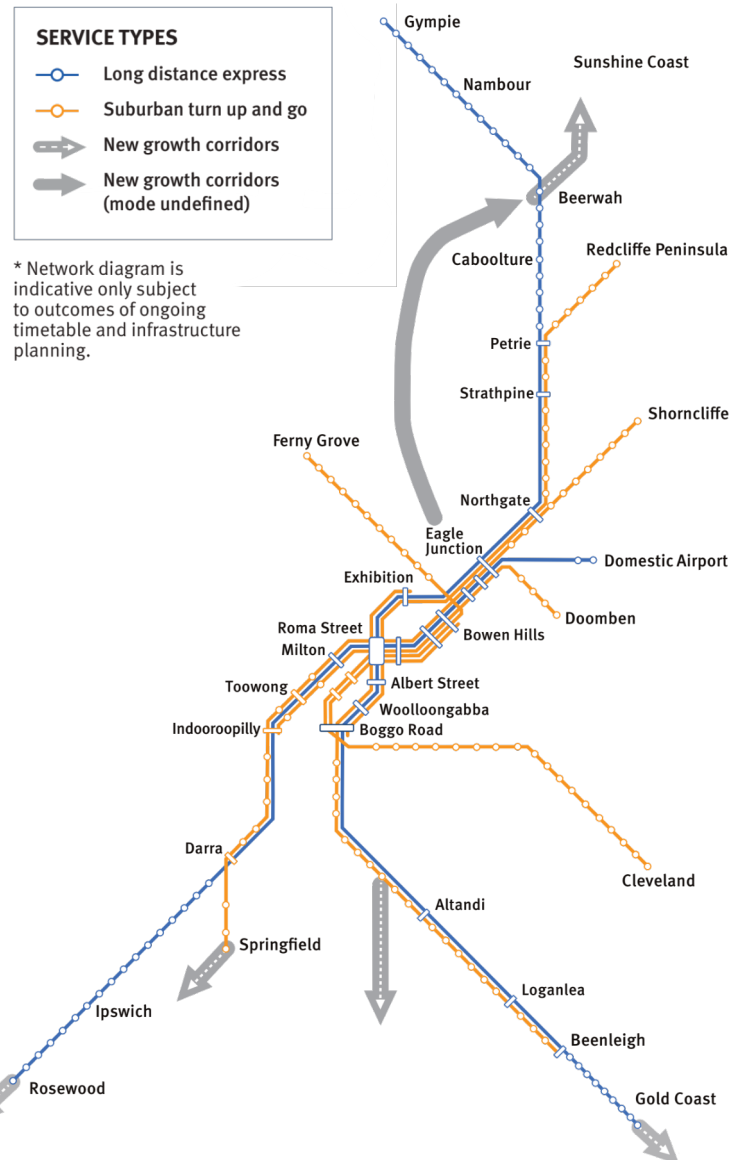 SERVICE TYPES
Long distance express
Suburban turn up and go
New growth corridors
New growth corridors
(mode undefined)
* Network diagram is
indicative only subject
to outcomes of ongoing
timetable and infrastructure
planning.
Gympie
Sunshine Coast
Nambour
Beerwah
Redcliffe Peninsula
Caboolture
Petrie
Strathpine
Shorncliffe
Ferny Grove
Northgate
Eagle
Junction
Domestic Airport
Exhibition
Doomben
Roma Street
Bowen Hills
Milton
Albert Street
Toowong
Woolloongabba
Indooroopilly
Boggo Road
Darra
Cleveland
Altandi
Springfield
Loganlea
Ipswich
Beenleigh
Rosewood
Gold Coast